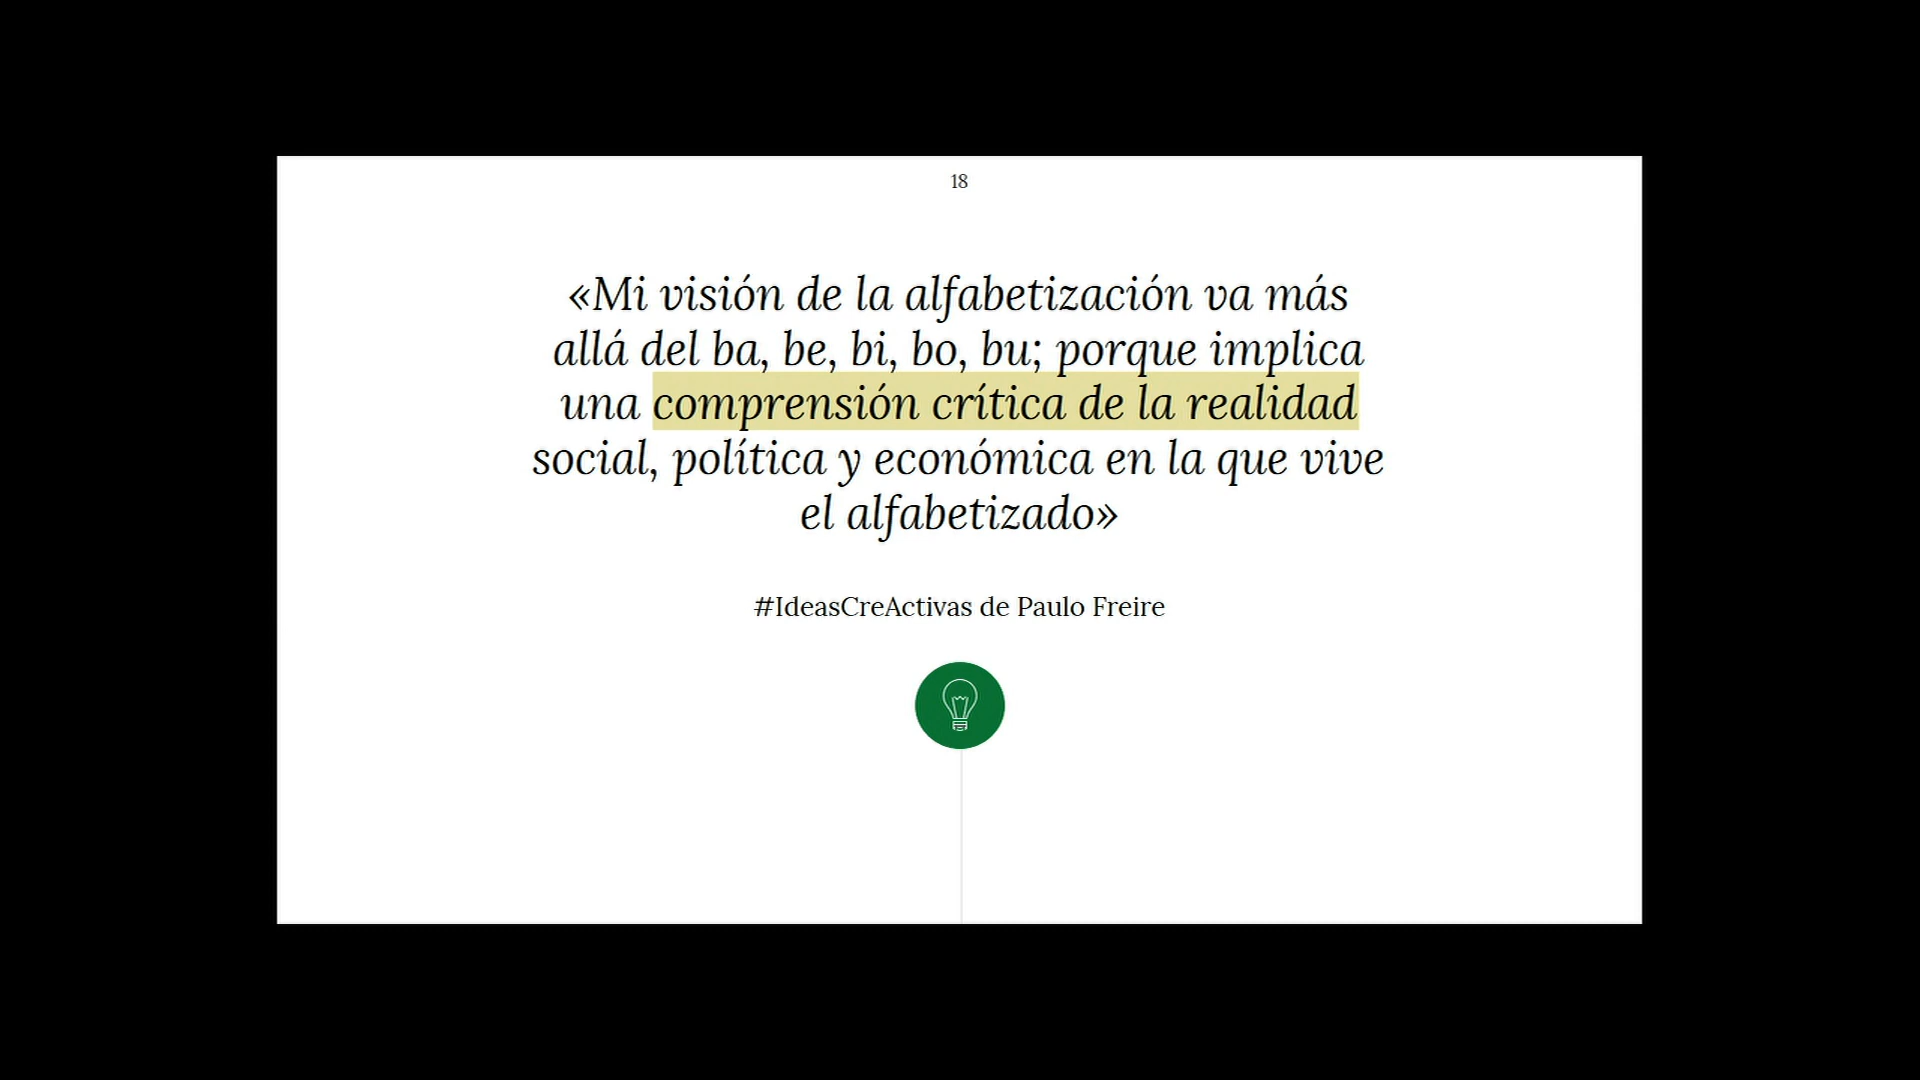 18
«Mi visión de la alfabetización va más
allá del ba, be, bi, bo, bu; porque implica
una comprensión crítica de la realidad
social, política y económica en la que vive
el alfabetizado»
#IdeasCreActivas de Paulo Freire